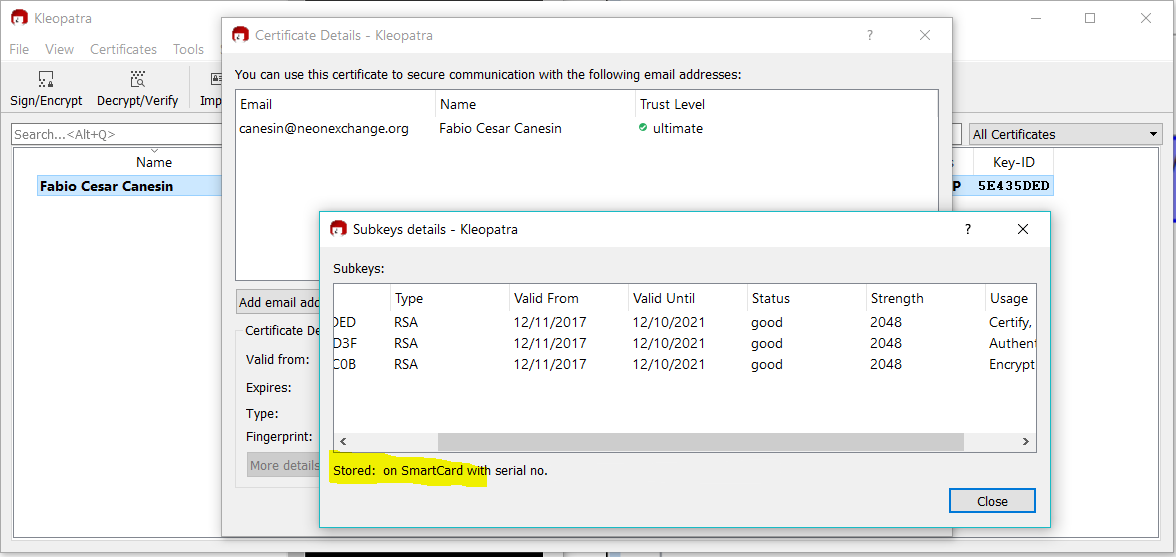 Kleopatra
Certificate Details - Kleopatra
?
File View Certificates Tools
You can use this certificate to secure communication with the following email addresses:
Sign/Encrypt Decrypt/Verify Imp
Email Name Trust Level
canesin@neonexchange.org Fabio Cesar Canesin ultimate
Search...<Alt+Q>
All Certificates
Name Key-ID
Fabio Cesar Canesin P 5E435DED
Subkeys details - Kleopatra
?
Subkeys:
Type Valid From Valid Until Status Strength Usage
DED RSA 12/11/2017 12/10/2021 good 2048 Certify,
D3F RSA 12/11/2017 12/10/2021 good 2048 Authent
C0B RSA 12/11/2017 12/10/2021 good 2048 Encrypt
Add email add
Certificate De
Valid from:
Expires:
Type:
Fingerprint:
More details
Stored: on SmartCard with serial no.
Close